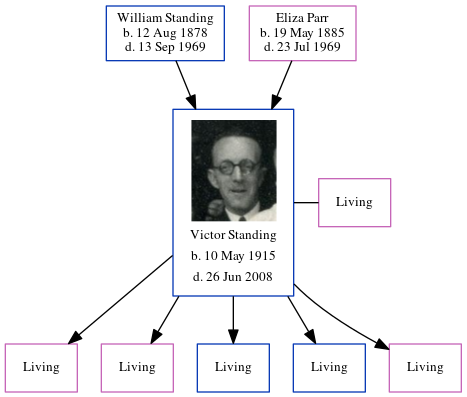 William Standing
b. 12 Aug 1878
d. 13 Sep 1969
Eliza Parr
b. 19 May 1885
d. 23 Jul 1969
Victor Standing
b. 10 May 1915
d. 26 Jun 2008
Living
Living
Living
Living
Living
Living